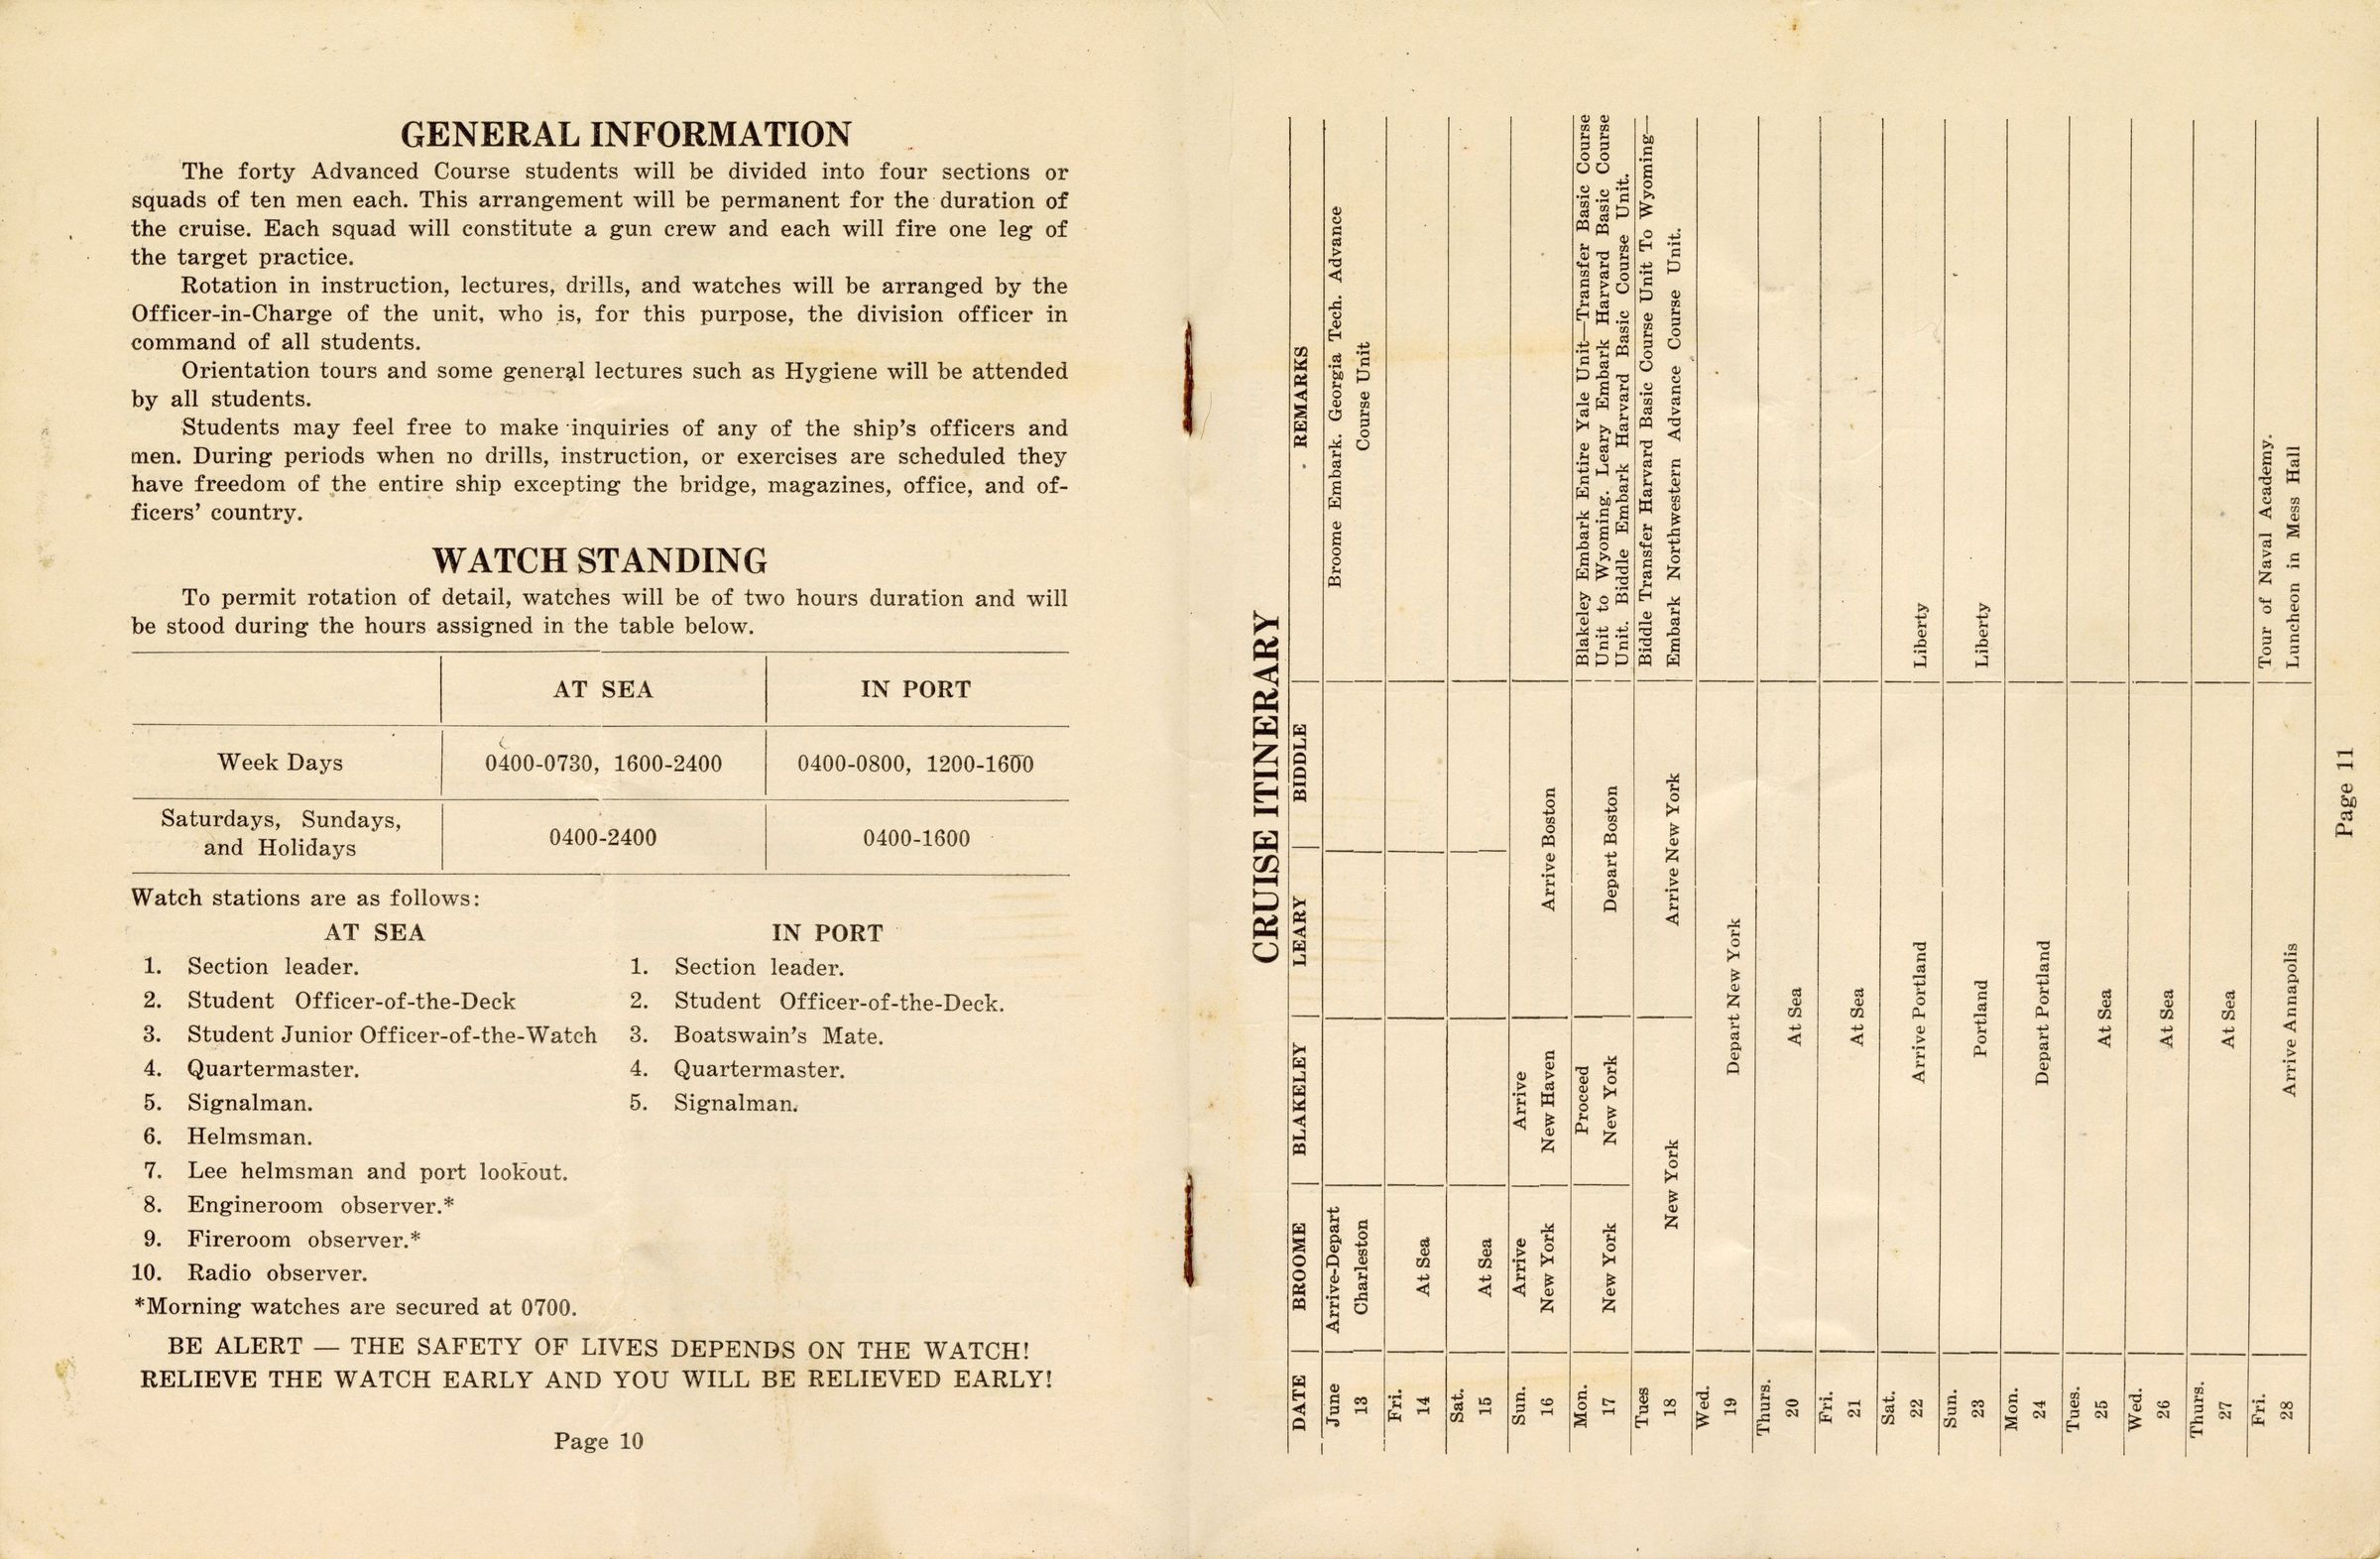 GENERAL INFORMATION
The forty Advanced Course students will be divided into four sections or
squads of ten men each. This arrangement will be permanent for the duration of
the cruise. Each squad will constitute a gun crew and each will fire one leg of
the target practice.
Rotation in instruction, lectures, drills, and watches will be arranged by the
Officer-in-Charge of the unit, who is, for this purpose, the division officer in
command of all students.
Orientation tours and some general lectures such as Hygiene will be attended
by all students.
Students may feel free to make inquiries of any of the ship's officers and
men. During periods when no drills, instruction, or exercises are scheduled they
have freedom of the entire ship excepting the bridge, magazines, office, and of-
ficers' country.
WATCH STANDING
To permit rotation of detail, watches will be of two hours duration and will
be stood during the hours assigned in the table below.
AT SEA IN PORT
Week Days 0400-0730, 1600-2400 0400-0800, 1200-1600
Saturdays, Sundays,
and Holidays 0400-2400 0400-1600
Watch stations are as follows:
AT SEA
1. Section leader.
2. Student Officer-of-the-Deck
3. Student Junior Officer-of-the-Watch
4. Quartermaster.
5. Signalman.
6. Helmsman.
7. Lee helmsman and port lookout.
8. Engineroom observer.*
9. Fireroom observer.*
10. Radio observer.
IN PORT
1. Section leader.
2. Student Officer-of-the-Deck.
3. Boatswain's Mate.
4. Quartermaster.
5. Signalman.
*Morning watches are secured at 0700.
BE ALERT — THE SAFETY OF LIVES DEPENDS ON THE WATCH!
RELIEVE THE WATCH EARLY AND YOU WILL BE RELIEVED EARLY!
Page 10
CRUISE ITINERARY
DATE BROOME BLAKELEY LEARY BIDDLE REMARKS
June Arrive-Depart Broome Embark. Georgia Tech. Advance
13 Charleston Course Unit
Fri.
14 At Sea
Sat.
15 At Sea
Sun. Arrive Arrive
16 New York New Haven Arrive Boston
Mon. Proceed Blakeley Embark Entire Yale Unit—Transfer Basic Course
Unit to Wyoming. Leary Embark Harvard Basic Course
17 New York New York Depart Boston Unit. Biddle Embark Harvard Basic Course Unit.
Tues Biddle Transfer Harvard Basic Course Unit To Wyoming—
18 New York Arrive New York Embark Northwestern Advance Course Unit.
Wed.
19 Depart New York
Thurs.
20 At Sea
Fri.
21 At Sea
Sat.
22 Arrive Portland Liberty
Sun.
23 Portland Liberty
Mon.
24 Depart Portland
Tues.
25 At Sea
Wed.
26 At Sea
Thurs.
27 At Sea
Fri. Tour of Naval Academy.
28 Arrive Annapolis Luncheon in Mess Hall
Page 11